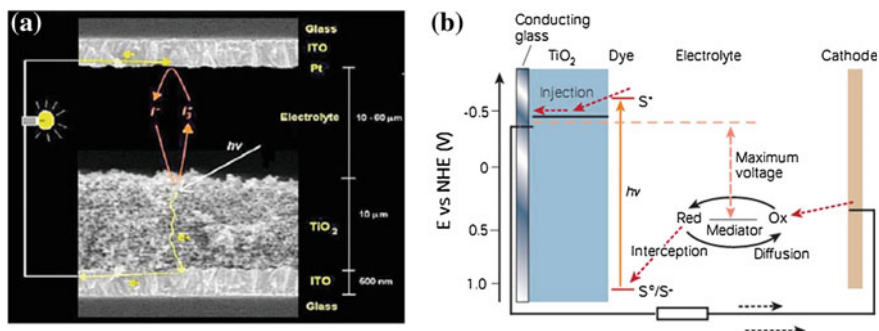 (a)
Glass
ITO
e-
Pt
Electrolyte
10 - 60 μm
hν
10 μm
TiO2
e-
ITO
600 nm
Glass
(b)
Conducting
glass
TiO2
Dye
Electrolyte
Cathode
E vs NHE (V)
-0.5
0
0.5
1.0
Injection
S*
hν
Maximum
voltage
Red
Ox
Mediator
Interception
Diffusion